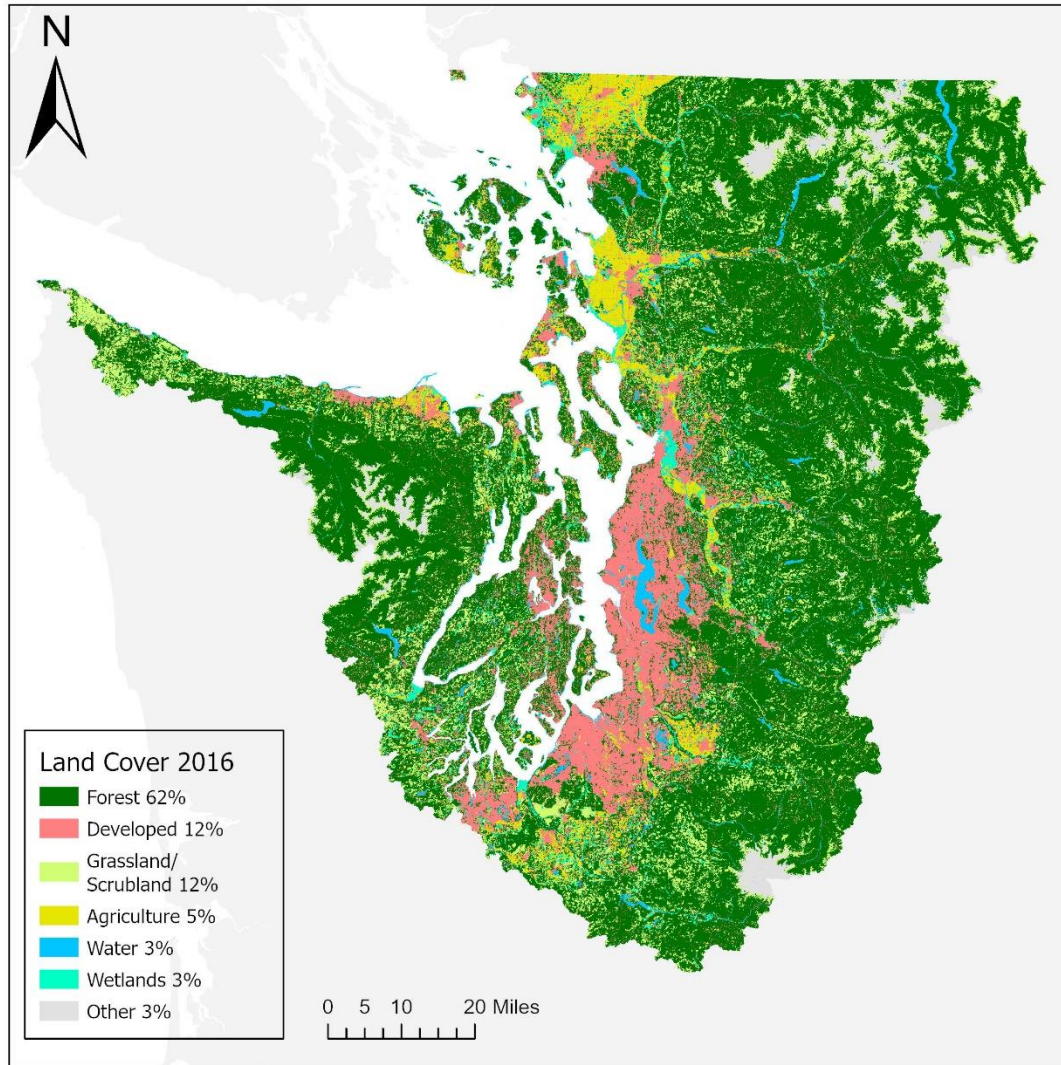 N
Land Cover 2016
Forest 62%
Developed 12%
Grassland/
Scrubland 12%
Agriculture 5%
Water 3%
Wetlands 3%
Other 3%
0 5 10 20 Miles